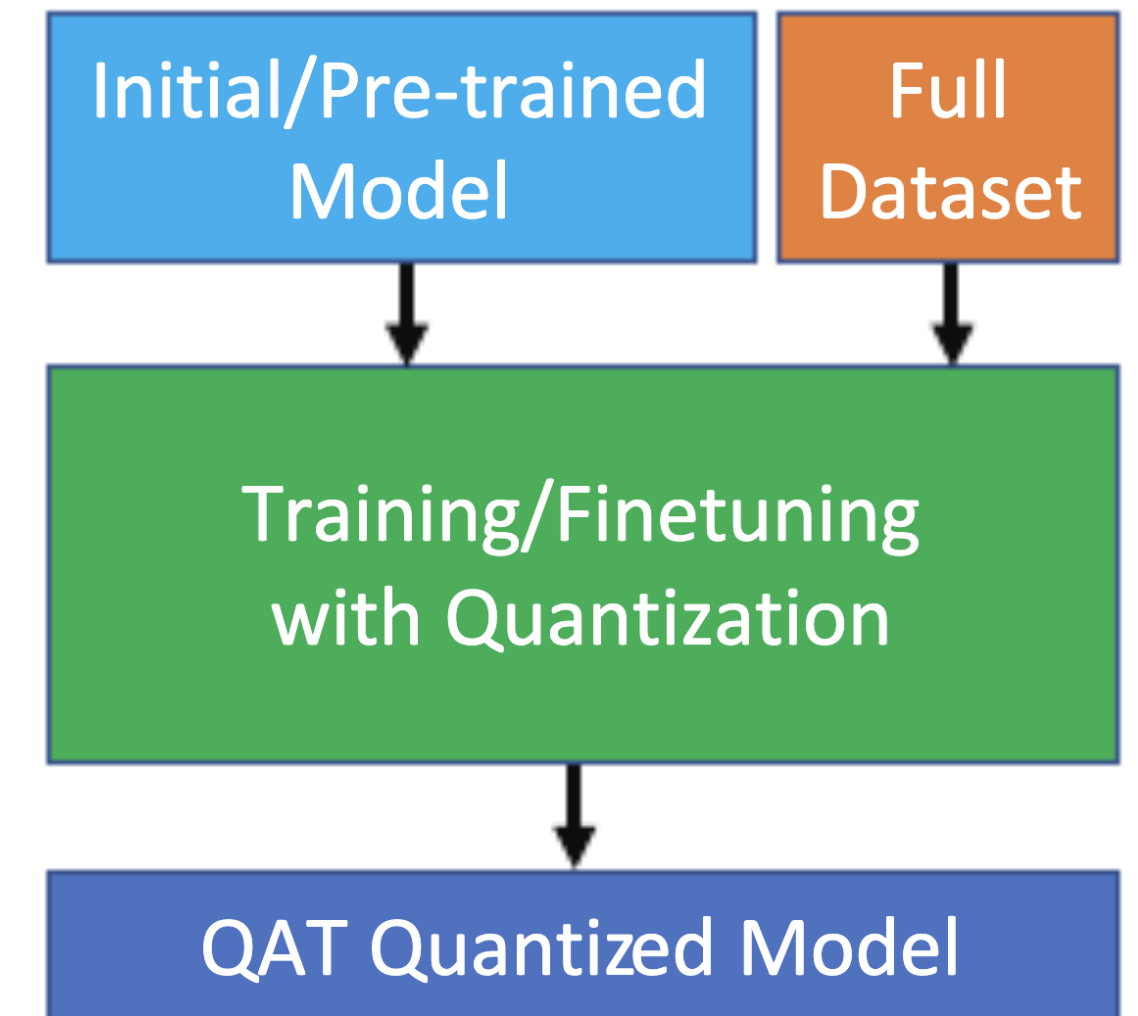 Initial/Pre-trained
Model
Full
Dataset
Training/Finetuning
with Quantization
QAT Quantized Model